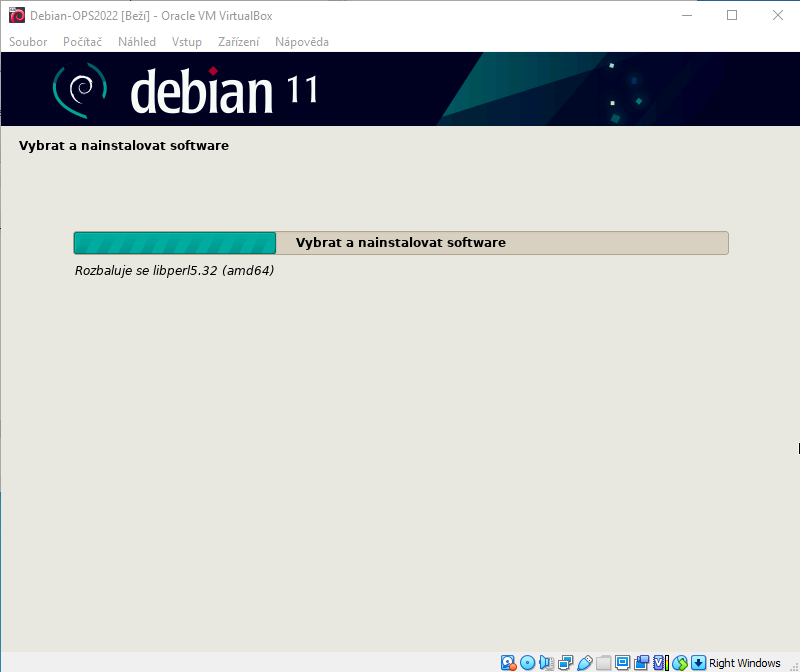 Debian-OPS2022 [Beží] - Oracle VM VirtualBox
Soubor Počítač Náhled Vstup Zařízení Nápověda
debian 11
Vybrat a nainstalovat software
Vybrat a nainstalovat software
Rozbaluje se libperl5.32 (amd64)
Right Windows